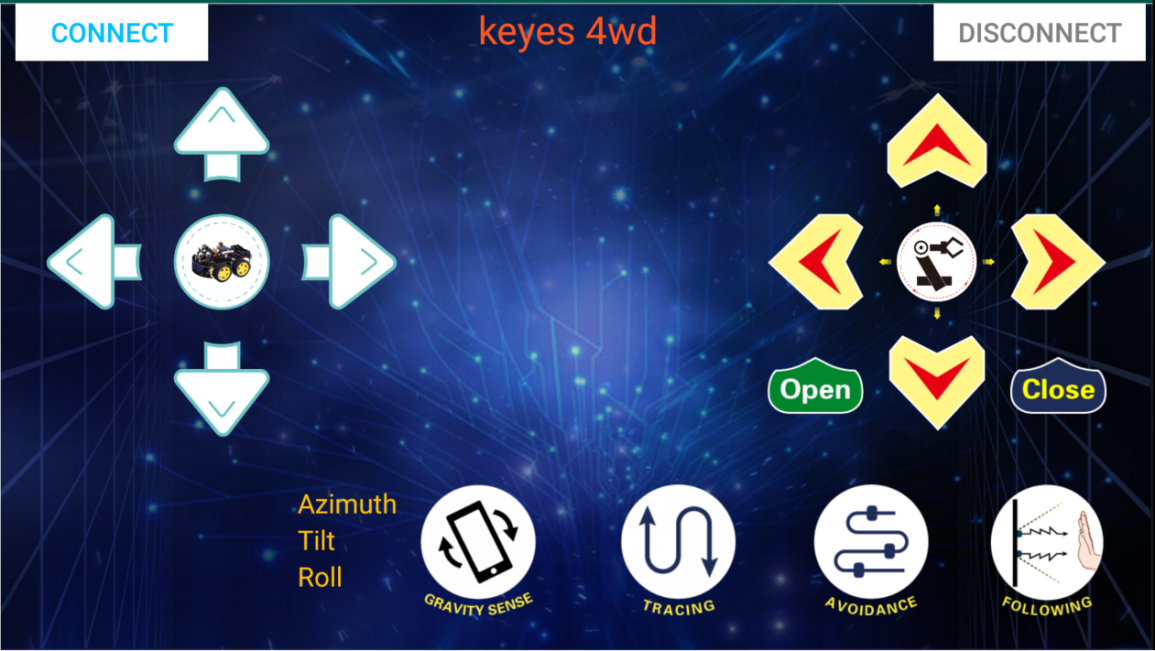 CONNECT
keyes 4wd
DISCONNECT
Open
Close
Azimuth
Tilt
Roll
GRAVITY SENSE
TRACING
AVOIDANCE
FOLLOWING